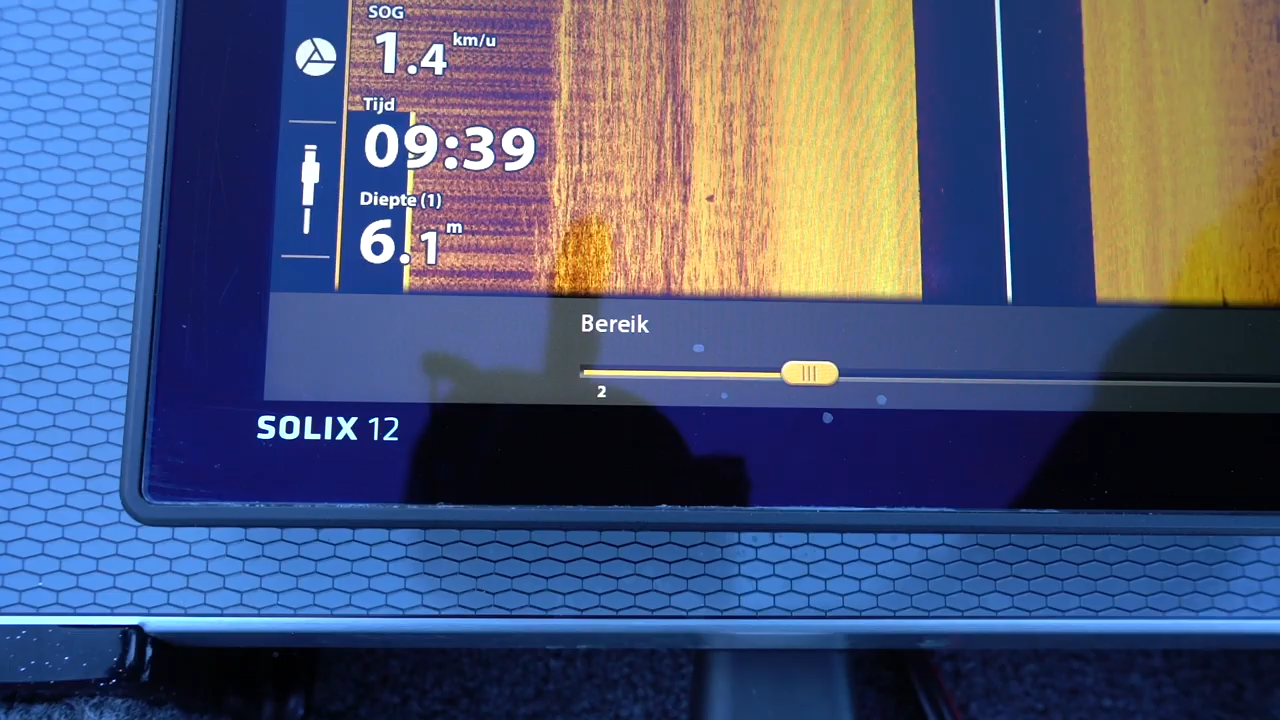 SOG
1.4 km/u
Tijd
09:39
Diepte (1)
6.1 m
Bereik
2
SOLIX 12